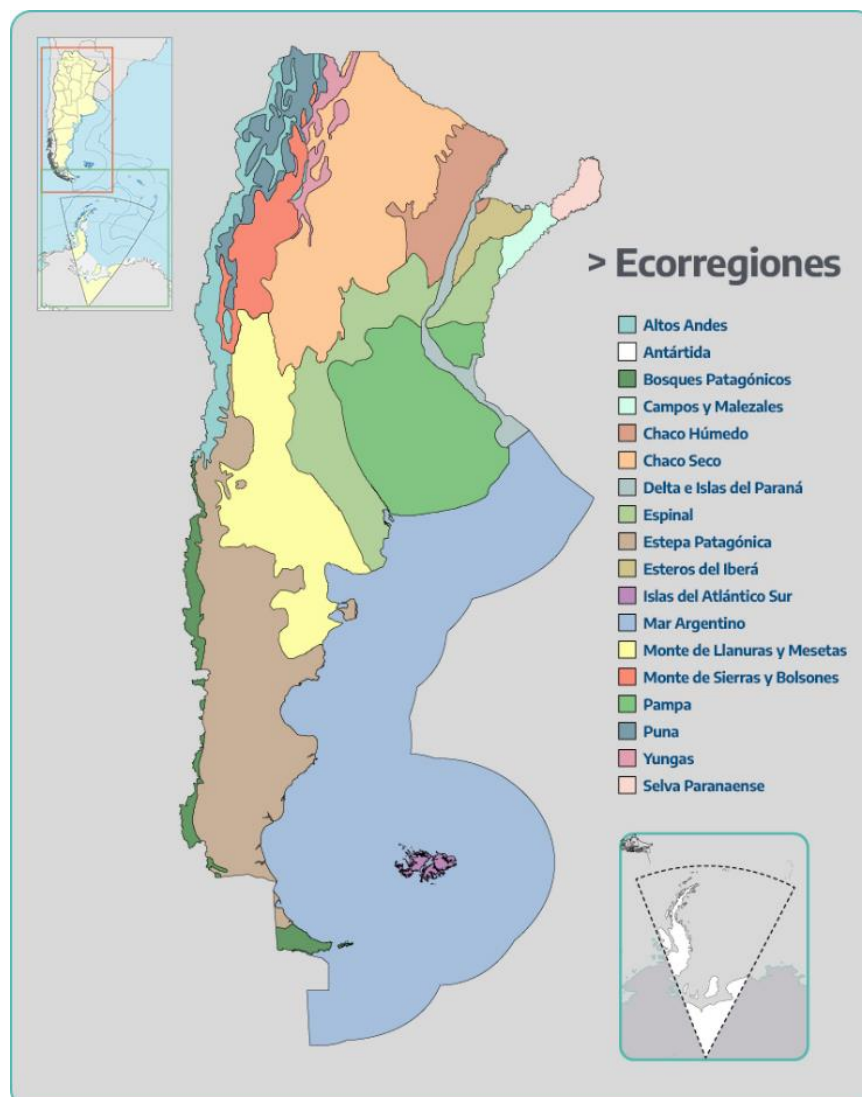 > Ecorregiones
Altos Andes
Antártida
Bosques Patagónicos
Campos y Malezales
Chaco Húmedo
Chaco Seco
Delta e Islas del Paraná
Espinal
Estepa Patagónica
Esteros del Iberá
Islas del Atlántico Sur
Mar Argentino
Monte de Llanuras y Mesetas
Monte de Sierras y Bolsones
Pampa
Puna
Yungas
Selva Paranaense